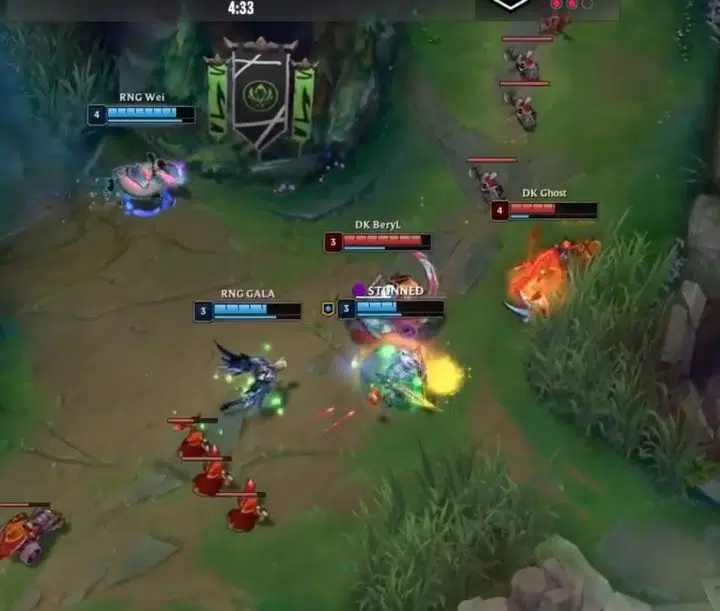 4:33
RNG Wei
4
DK Ghost
4
DK BeryL
3
STUNNED
RNG GALA
3
3